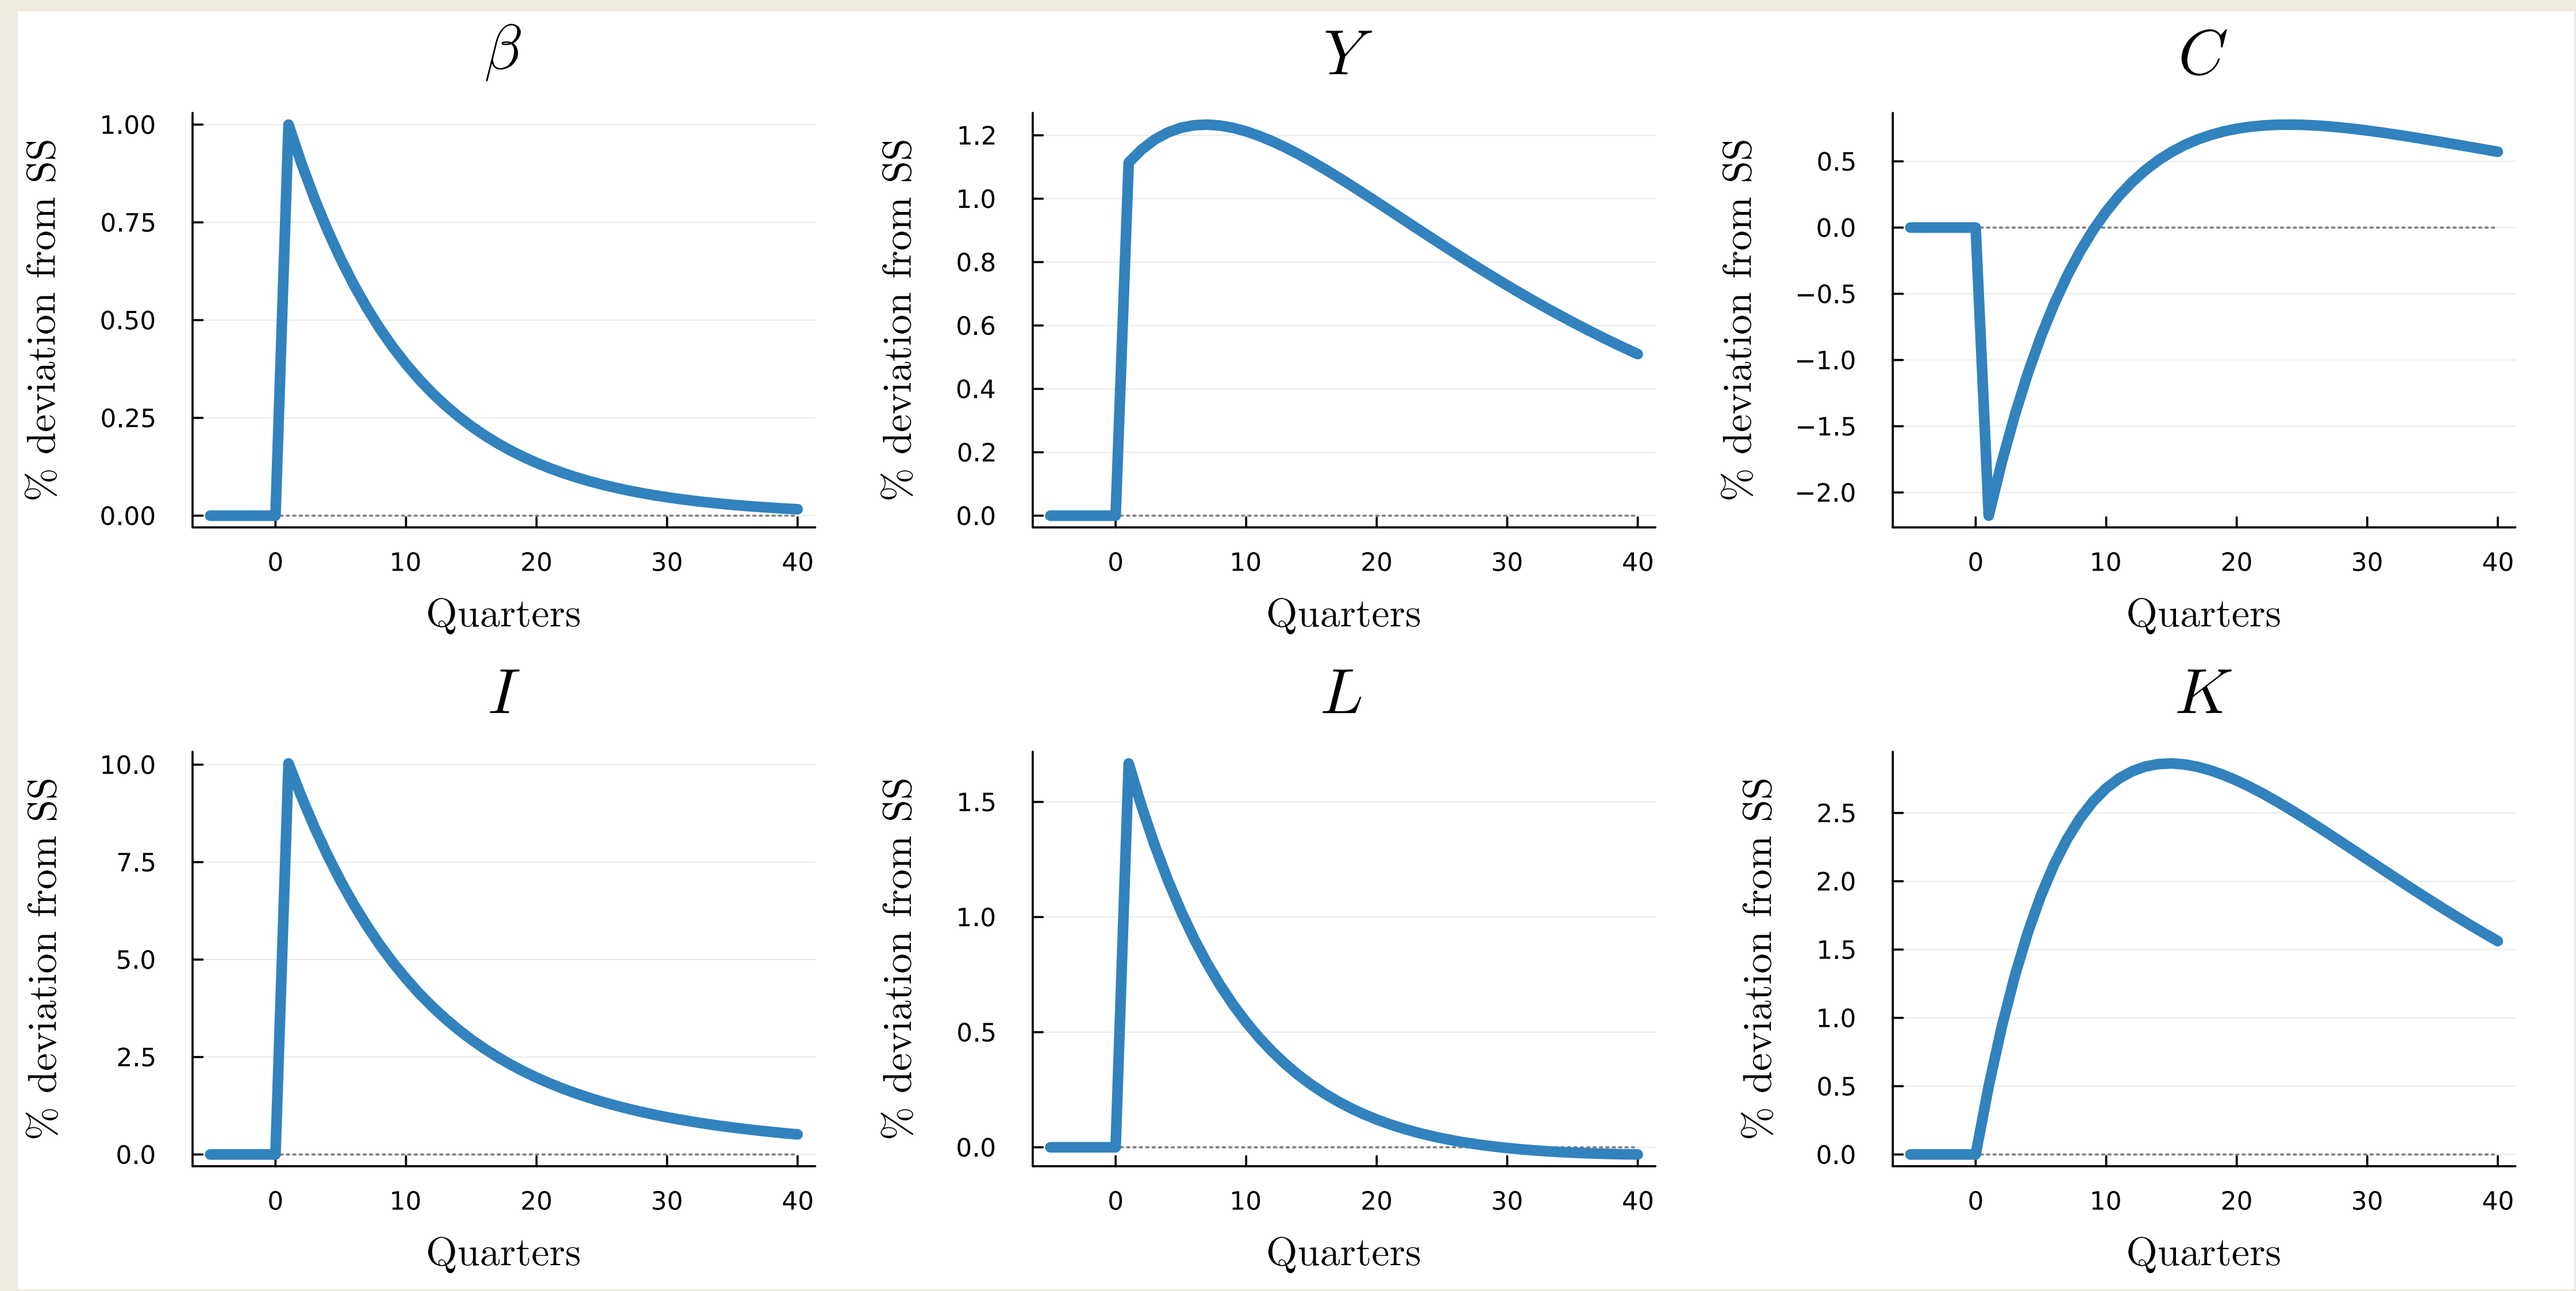 β
% deviation from SS
1.00
0.75
0.50
0.25
0.00
0 10 20 30 40
Quarters
Y
% deviation from SS
1.2
1.0
0.8
0.6
0.4
0.2
0.0
0 10 20 30 40
Quarters
C
% deviation from SS
0.5
0.0
−0.5
−1.0
−1.5
−2.0
0 10 20 30 40
Quarters
I
% deviation from SS
10.0
7.5
5.0
2.5
0.0
0 10 20 30 40
Quarters
L
% deviation from SS
1.5
1.0
0.5
0.0
0 10 20 30 40
Quarters
K
% deviation from SS
2.5
2.0
1.5
1.0
0.5
0.0
0 10 20 30 40
Quarters